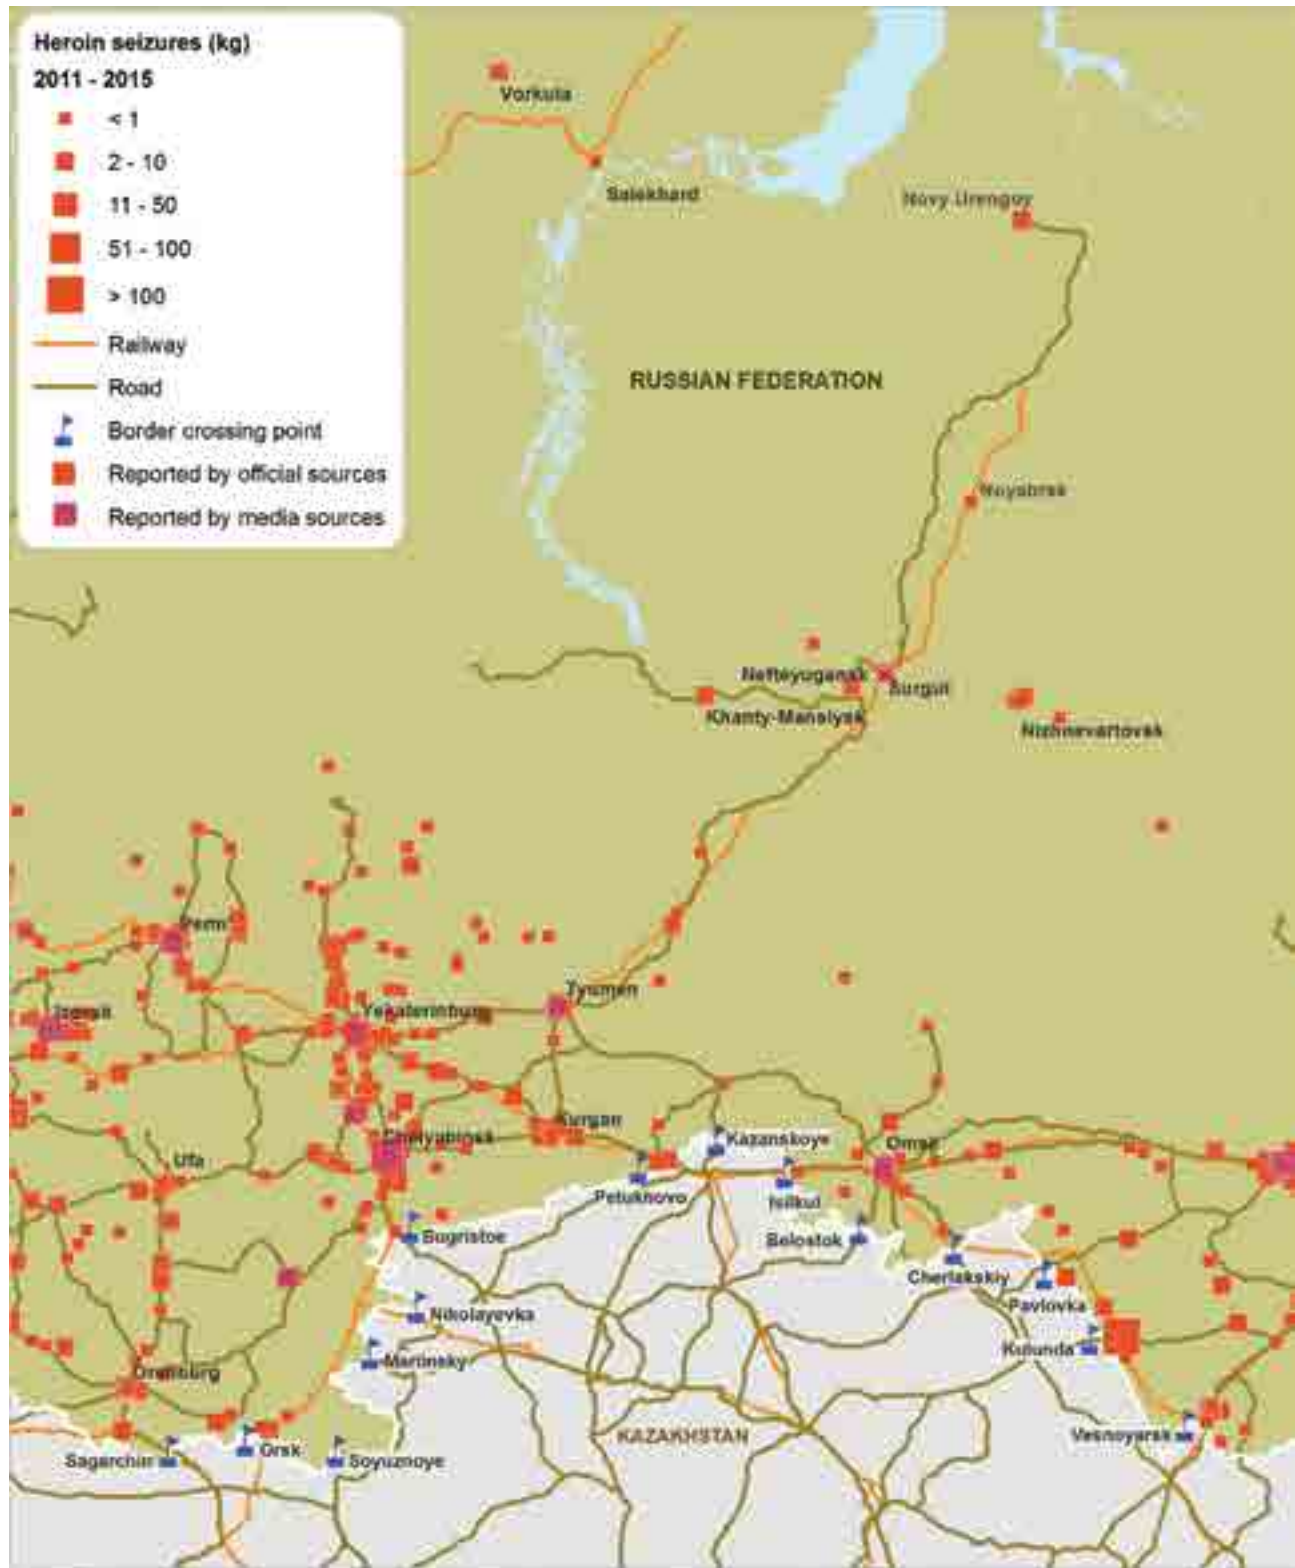 Heroin seizures (kg)
2011 - 2015
< 1
2 - 10
11 - 50
51 - 100
> 100
Railway
Road
Border crossing point
Reported by official sources
Reported by media sources
Vorkuta
Salekhard
Novy Urengoy
RUSSIAN FEDERATION
Noyabrsk
Nefteyugansk
Surgut
Khanty-Mansiysk
Nizhnevartovsk
Perm
Tyumen
Izevsk
Yekaterinburg
Kurgan
Chelyabinsk
Kazanskoye
Omsk
Ufa
Petukhovo
Isilkul
Bugristoe
Belostok
Cherlakskiy
Pavlovka
Nikolayevka
Kulunda
Mariinsky
Orenburg
KAZAKHSTAN
Vesnoyarsk
Sagarchin
Orsk
Soyuznoye